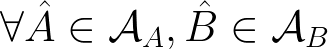 ∀Â ∈ 𝒜_A, B̂ ∈ 𝒜_B